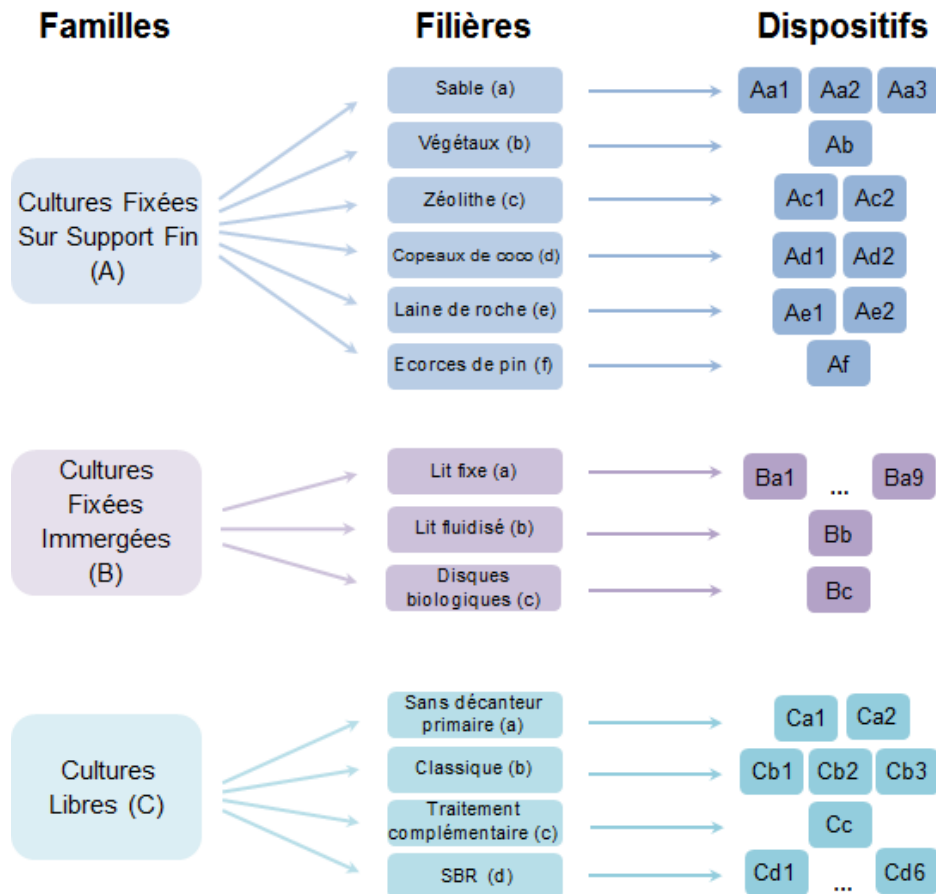 Familles
Filières
Dispositifs
Cultures Fixées
Sur Support Fin
(A)
Sable (a)
Aa1
Aa2
Aa3
Végétaux (b)
Ab
Zéolithe (c)
Ac1
Ac2
Copeaux de coco (d)
Ad1
Ad2
Laine de roche (e)
Ae1
Ae2
Ecorces de pin (f)
Af
Cultures
Fixées
Immergées
(B)
Lit fixe (a)
Ba1
...
Ba9
Lit fluidisé (b)
Bb
Disques
biologiques (c)
Bc
Cultures
Libres (C)
Sans décanteur
primaire (a)
Ca1
Ca2
Classique (b)
Cb1
Cb2
Cb3
Traitement
complémentaire (c)
Cc
SBR (d)
Cd1
...
Cd6